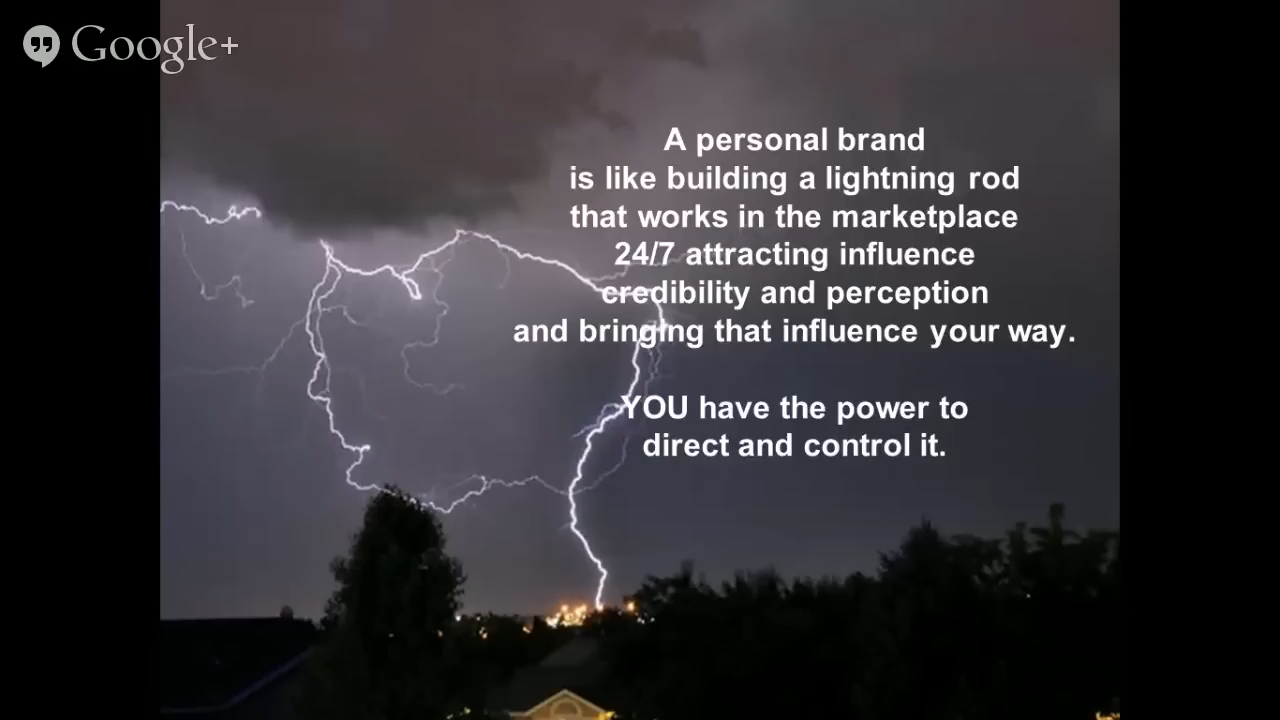 Google+
A personal brand
is like building a lightning rod
that works in the marketplace
24/7 attracting influence
credibility and perception
and bringing that influence your way.
YOU have the power to
direct and control it.